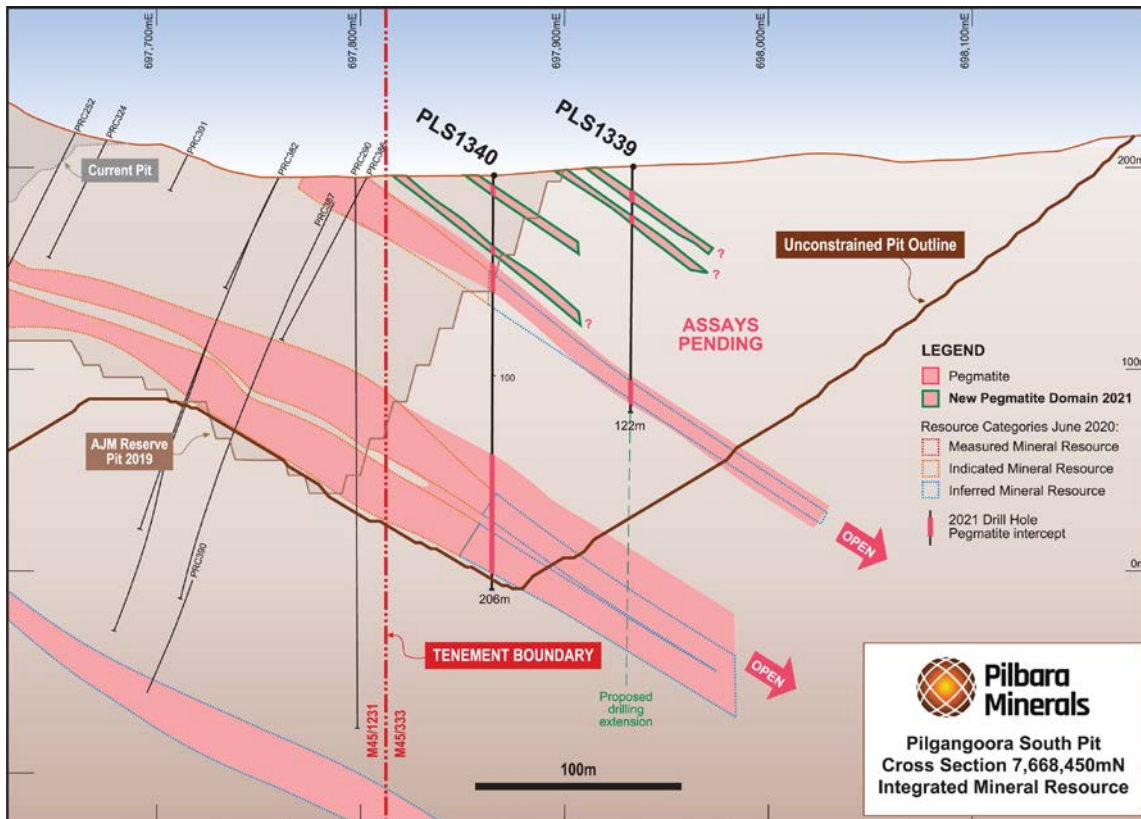 697,700mE
697,800mE
697,900mE
698,000mE
698,100mE
PRC252
PRC324
PRC391
PRC382
PRC290
PRC386
PRC387
PRC390
PLS1340
PLS1339
Current Pit
200m
Unconstrained Pit Outline
?
?
?
ASSAYS
PENDING
100
122m
206m
AJM Reserve
Pit 2019
100m
0m
LEGEND
Pegmatite
New Pegmatite Domain 2021
Resource Categories June 2020:
Measured Mineral Resource
Indicated Mineral Resource
Inferred Mineral Resource
2021 Drill Hole
Pegmatite intercept
OPEN
OPEN
TENEMENT BOUNDARY
M45/1231
M45/333
Proposed
drilling
extension
100m
Pilbara
Minerals
Pilgangoora South Pit
Cross Section 7,668,450mN
Integrated Mineral Resource